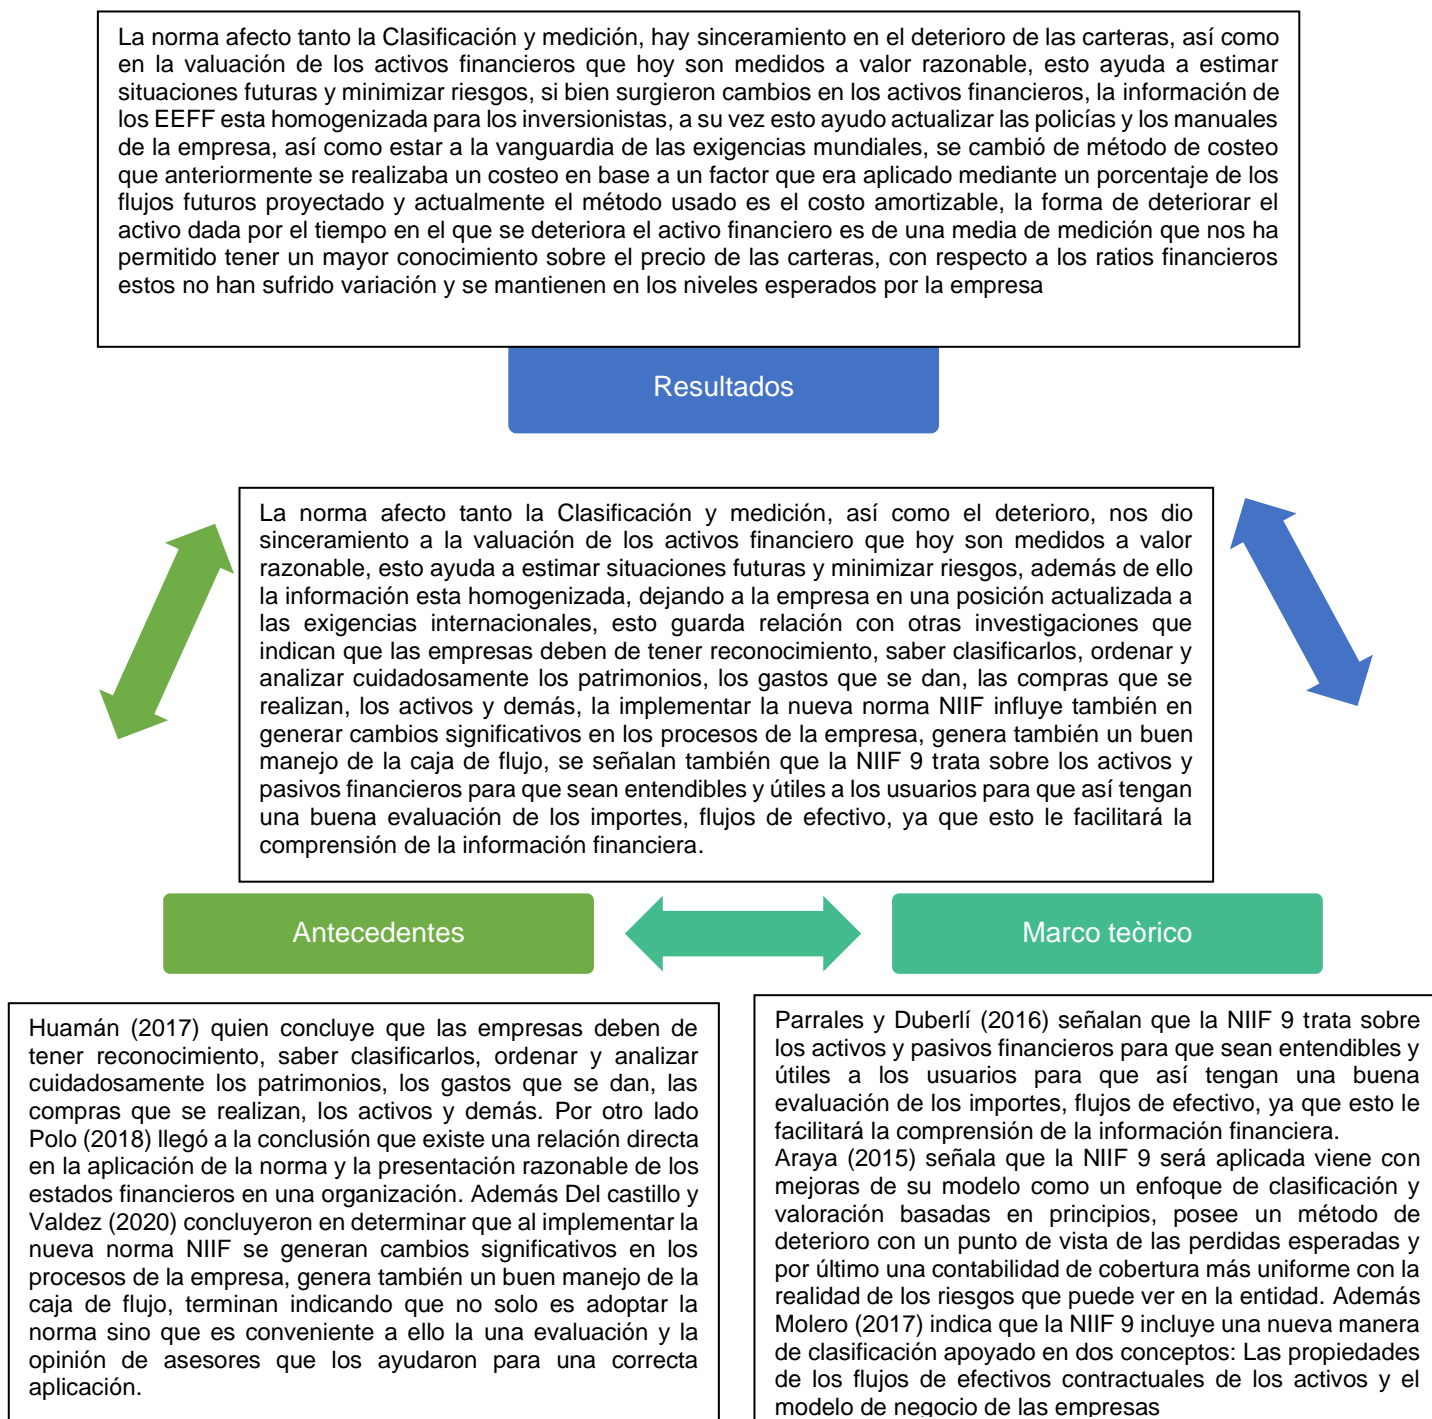 La norma afecto tanto la Clasificación y medición, hay sinceramiento en el deterioro de las carteras, así como
en la valuación de los activos financieros que hoy son medidos a valor razonable, esto ayuda a estimar
situaciones futuras y minimizar riesgos, si bien surgieron cambios en los activos financieros, la información de
los EEFF esta homogenizada para los inversionistas, a su vez esto ayudo actualizar las policías y los manuales
de la empresa, así como estar a la vanguardia de las exigencias mundiales, se cambió de método de costeo
que anteriormente se realizaba un costeo en base a un factor que era aplicado mediante un porcentaje de los
flujos futuros proyectado y actualmente el método usado es el costo amortizable, la forma de deteriorar el
activo dada por el tiempo en el que se deteriora el activo financiero es de una media de medición que nos ha
permitido tener un mayor conocimiento sobre el precio de las carteras, con respecto a los ratios financieros
estos no han sufrido variación y se mantienen en los niveles esperados por la empresa
Resultados
La norma afecto tanto la Clasificación y medición, así como el deterioro, nos dio
sinceramiento a la valuación de los activos financiero que hoy son medidos a valor
razonable, esto ayuda a estimar situaciones futuras y minimizar riesgos, además de ello
la información esta homogenizada, dejando a la empresa en una posición actualizada a
las exigencias internacionales, esto guarda relación con otras investigaciones que
indican que las empresas deben de tener reconocimiento, saber clasificarlos, ordenar y
analizar cuidadosamente los patrimonios, los gastos que se dan, las compras que se
realizan, los activos y demás, la implementar la nueva norma NIIF influye también en
generar cambios significativos en los procesos de la empresa, genera también un buen
manejo de la caja de flujo, se señalan también que la NIIF 9 trata sobre los activos y
pasivos financieros para que sean entendibles y útiles a los usuarios para que así tengan
una buena evaluación de los importes, flujos de efectivo, ya que esto le facilitará la
comprensión de la información financiera.
Antecedentes
Marco teòrico
Huamán (2017) quien concluye que las empresas deben de
tener reconocimiento, saber clasificarlos, ordenar y analizar
cuidadosamente los patrimonios, los gastos que se dan, las
compras que se realizan, los activos y demás. Por otro lado
Polo (2018) llegó a la conclusión que existe una relación directa
en la aplicación de la norma y la presentación razonable de los
estados financieros en una organización. Además Del castillo y
Valdez (2020) concluyeron en determinar que al implementar la
nueva norma NIIF se generan cambios significativos en los
procesos de la empresa, genera también un buen manejo de la
caja de flujo, terminan indicando que no solo es adoptar la
norma sino que es conveniente a ello la una evaluación y la
opinión de asesores que los ayudaron para una correcta
aplicación.
Parrales y Duberlí (2016) señalan que la NIIF 9 trata sobre
los activos y pasivos financieros para que sean entendibles y
útiles a los usuarios para que así tengan una buena
evaluación de los importes, flujos de efectivo, ya que esto le
facilitará la comprensión de la información financiera.
Araya (2015) señala que la NIIF 9 será aplicada viene con
mejoras de su modelo como un enfoque de clasificación y
valoración basadas en principios, posee un método de
deterioro con un punto de vista de las perdidas esperadas y
por último una contabilidad de cobertura más uniforme con la
realidad de los riesgos que puede ver en la entidad. Además
Molero (2017) indica que la NIIF 9 incluye una nueva manera
de clasificación apoyado en dos conceptos: Las propiedades
de los flujos de efectivos contractuales de los activos y el
modelo de negocio de las empresas